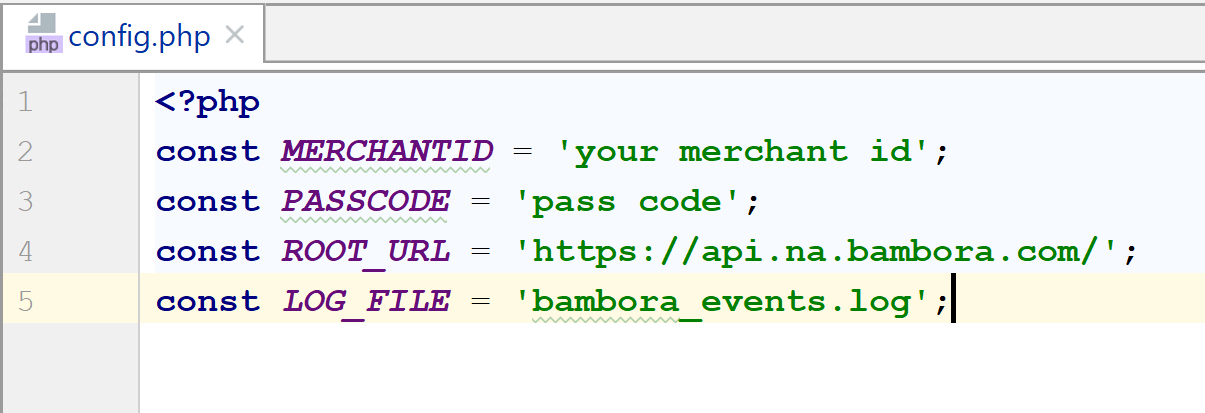 php config.php
1 <?php
2 const MERCHANTID = 'your merchant id';
3 const PASSCODE = 'pass code';
4 const ROOT_URL = 'https://api.na.bambora.com/';
5 const LOG_FILE = 'bambora_events.log';